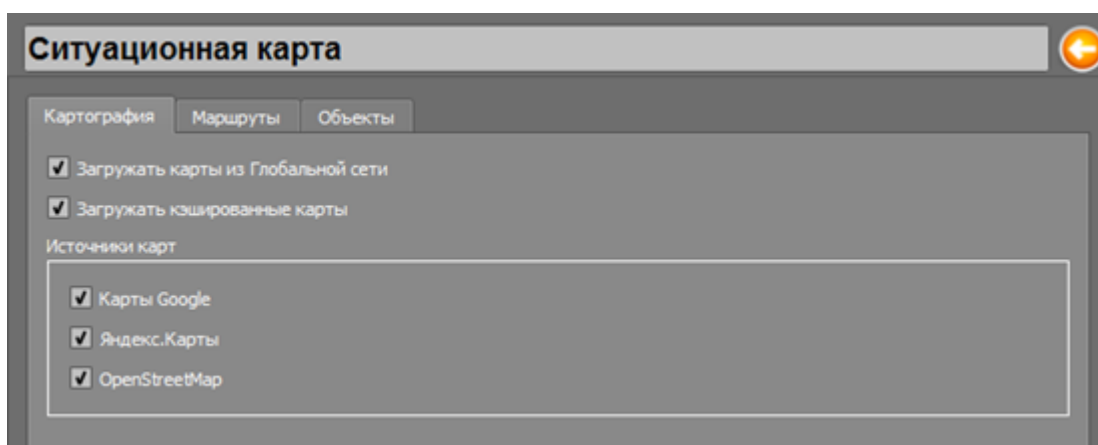 Ситуационная карта
Картография Маршруты Объекты
Загружать карты из Глобальной сети
Загружать кэшированные карты
Источники карт
Карты Google
Яндекс.Карты
OpenStreetMap